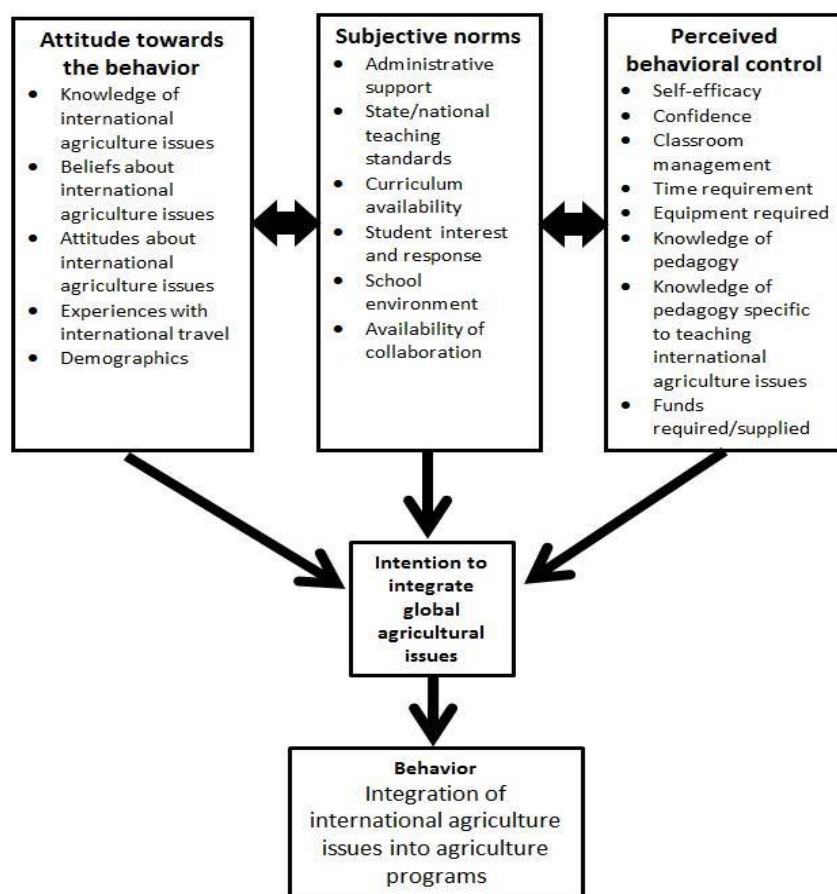 Attitude towards
the behavior
• Knowledge of
international
agriculture issues
• Beliefs about
international
agriculture issues
• Attitudes about
international
agriculture issues
• Experiences with
international travel
• Demographics
Subjective norms
• Administrative
support
• State/national
teaching
standards
• Curriculum
availability
• Student interest
and response
• School
environment
• Availability of
collaboration
Perceived
behavioral control
• Self-efficacy
• Confidence
• Classroom
management
• Time requirement
• Equipment required
• Knowledge of
pedagogy
• Knowledge of
pedagogy specific
to teaching
international
agriculture issues
• Funds
required/supplied
Intention to
integrate
global
agricultural
issues
Behavior
Integration of
international agriculture
issues into agriculture
programs